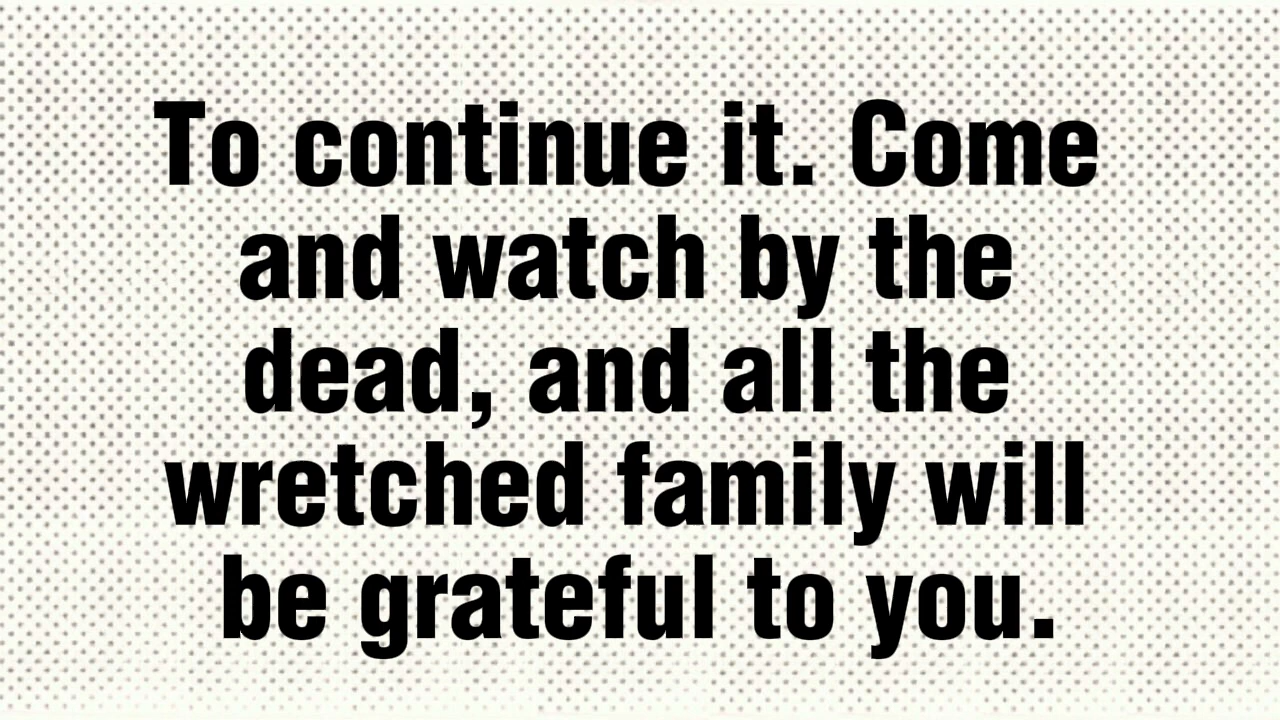 To continue it. Come
and watch by the
dead, and all the
wretched family will
be grateful to you.